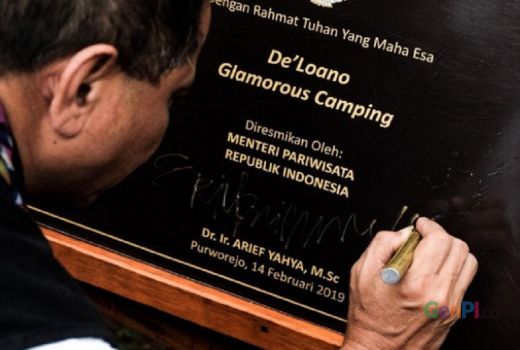 Dengan Rahmat Tuhan Yang Maha Esa
De'Loano
Glamorous Camping
Diresmikan Oleh:
MENTERI PARIWISATA
REPUBLIK INDONESIA
Dr. Ir. ARIEF YAHYA, M.Sc
Purworejo, 14 Februari 2019
GenPI.co